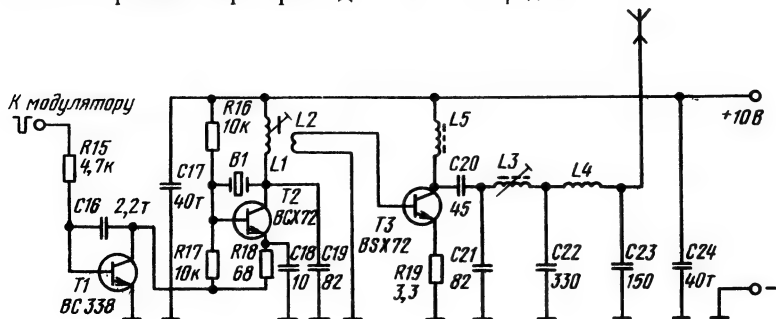 К модулятору
R15
4,7к
C16
2,2т
T1
BC 338
C17
40т
R16
10к
B1
R17
10к
L1
L2
T2
BCX72
R18
68
C18
10
C19
82
T3
BSX72
R19
3,3
L5
C20
45
C21
82
L3
C22
330
L4
C23
150
C24
40т
+10В
-